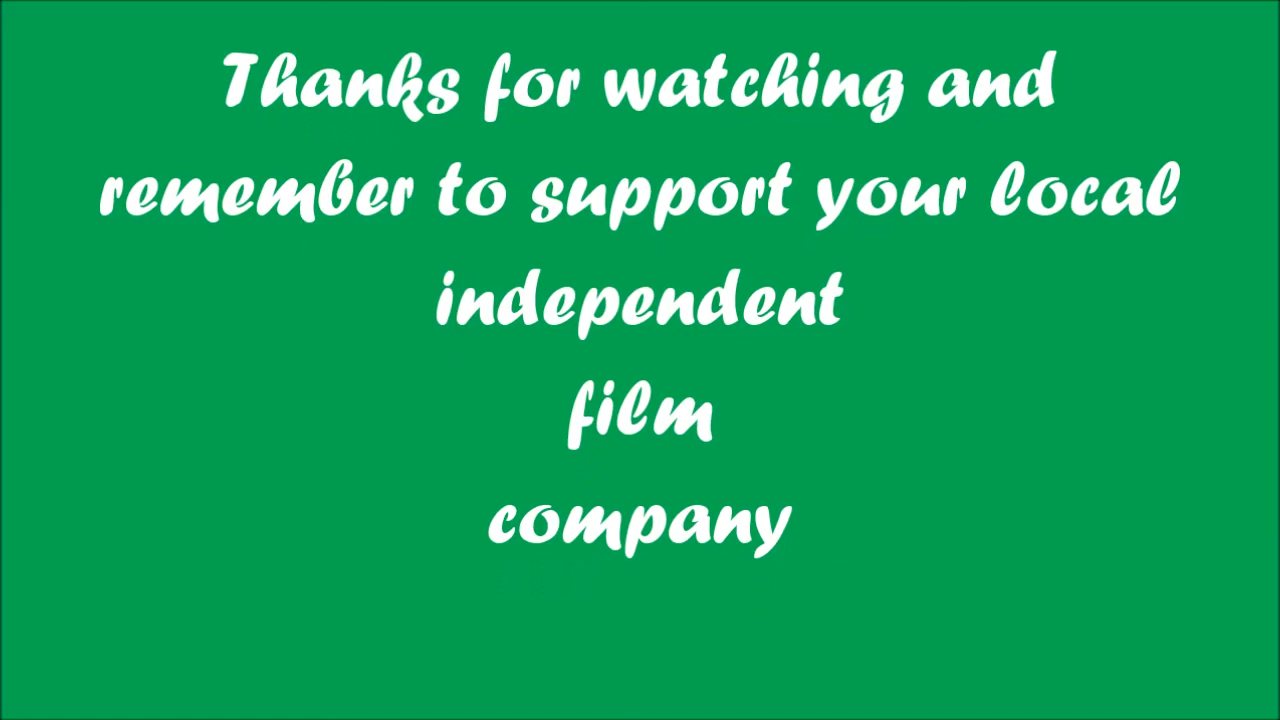 Thanks for watching and
remember to support your local
independent
film
company